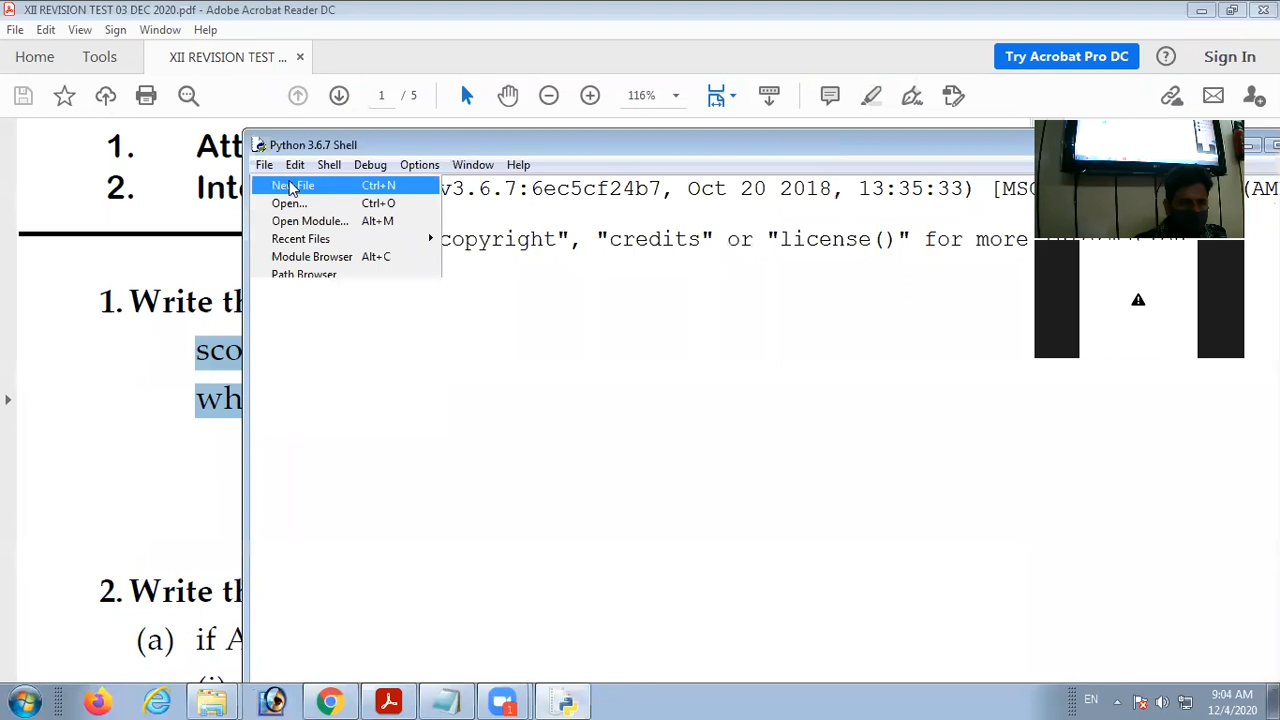 XII REVISION TEST 03 DEC 2020.pdf - Adobe Acrobat Reader DC
File Edit View Sign Window Help
Home Tools XII REVISION TEST ... × Try Acrobat Pro DC Sign In
1 / 5 116%
1. Att
2. Int
Python 3.6.7 Shell
File Edit Shell Debug Options Window Help
New File Ctrl+N
v3.6.7:6ec5cf24b7, Oct 20 2018, 13:35:33) [MSC (AM
Open... Ctrl+O
Open Module... Alt+M
Recent Files
copyright", "credits" or "license()" for more
Module Browser Alt+C
Path Browser
1. Write th
sco
wh
2. Write th
(a) if A
EN 9:04 AM
12/4/2020